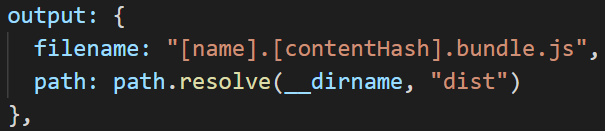 output: {
filename: "[name].[contentHash].bundle.js",
path: path.resolve(__dirname, "dist")
},